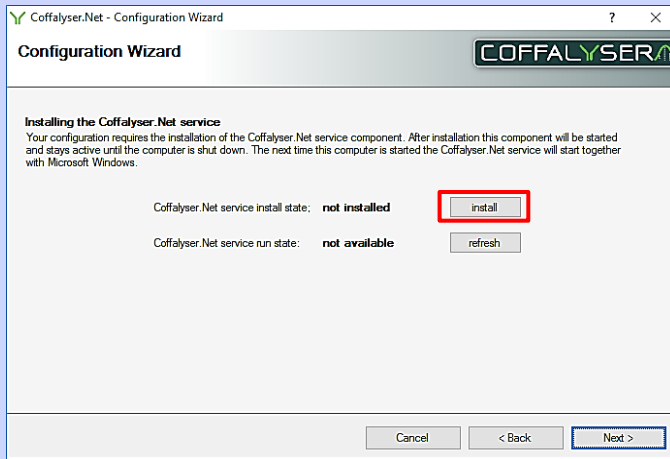 Coffalyser.Net - Configuration Wizard
Configuration Wizard
COFFALYSER
Installing the Coffalyser.Net service
Your configuration requires the installation of the Coffalyser.Net service component. After installation this component will be started
and stays active until the computer is shut down. The next time this computer is started the Coffalyser.Net service will start together
with Microsoft Windows.
Coffalyser.Net service install state; not installed install
Coffalyser.Net service run state: not available refresh
Cancel < Back Next >